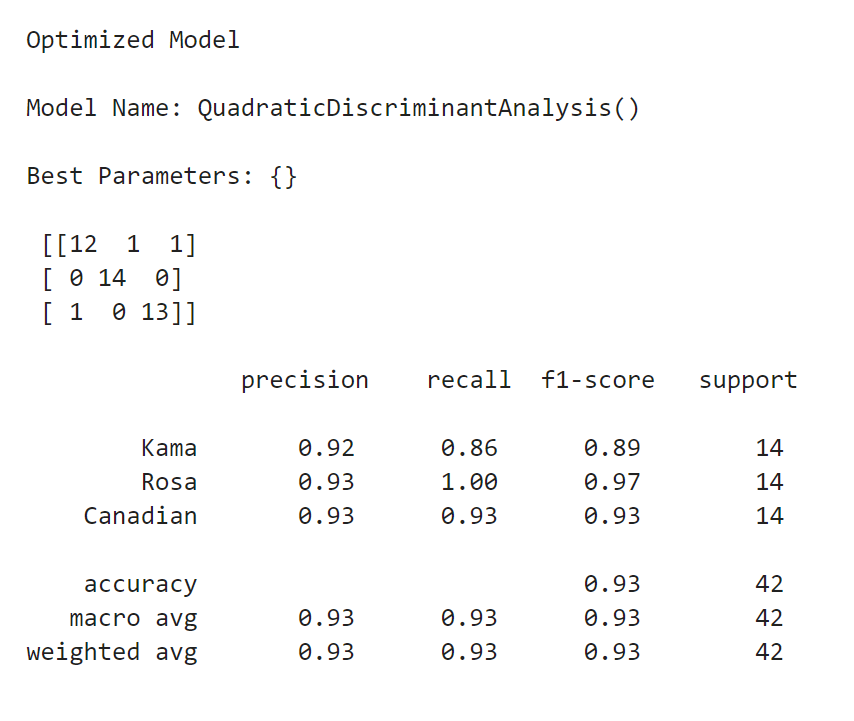 Optimized Model
Model Name: QuadraticDiscriminantAnalysis()
Best Parameters: {}
[[12  1  1]
[ 0 14  0]
[ 1  0 13]]
precision    recall  f1-score   support
Kama       0.92      0.86      0.89        14
Rosa       0.93      1.00      0.97        14
Canadian       0.93      0.93      0.93        14
accuracy                           0.93        42
macro avg       0.93      0.93      0.93        42
weighted avg       0.93      0.93      0.93        42